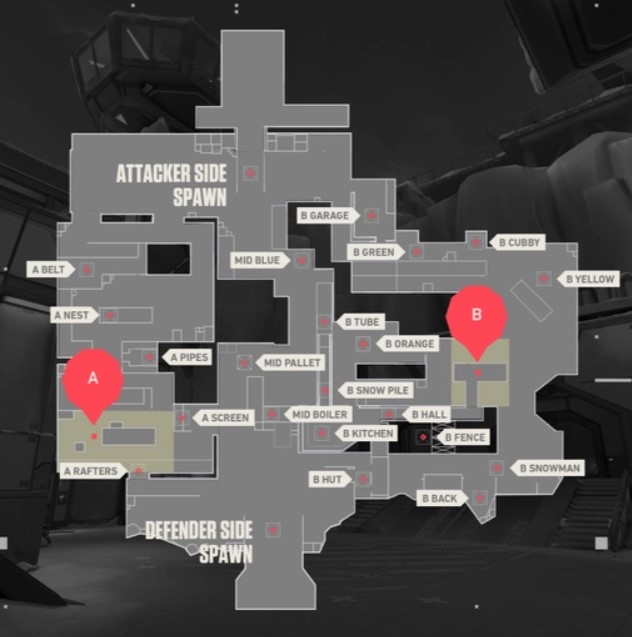 ATTACKER SIDE
SPAWN
B GARAGE
B CUBBY
B GREEN
MID BLUE
A BELT
B YELLOW
A NEST
B
B TUBE
B ORANGE
A PIPES
MID PALLET
A
B SNOW PILE
A SCREEN
MID BOILER
B HALL
B KITCHEN
B FENCE
A RAFTERS
B SNOWMAN
B HUT
B BACK
DEFENDER SIDE
SPAWN